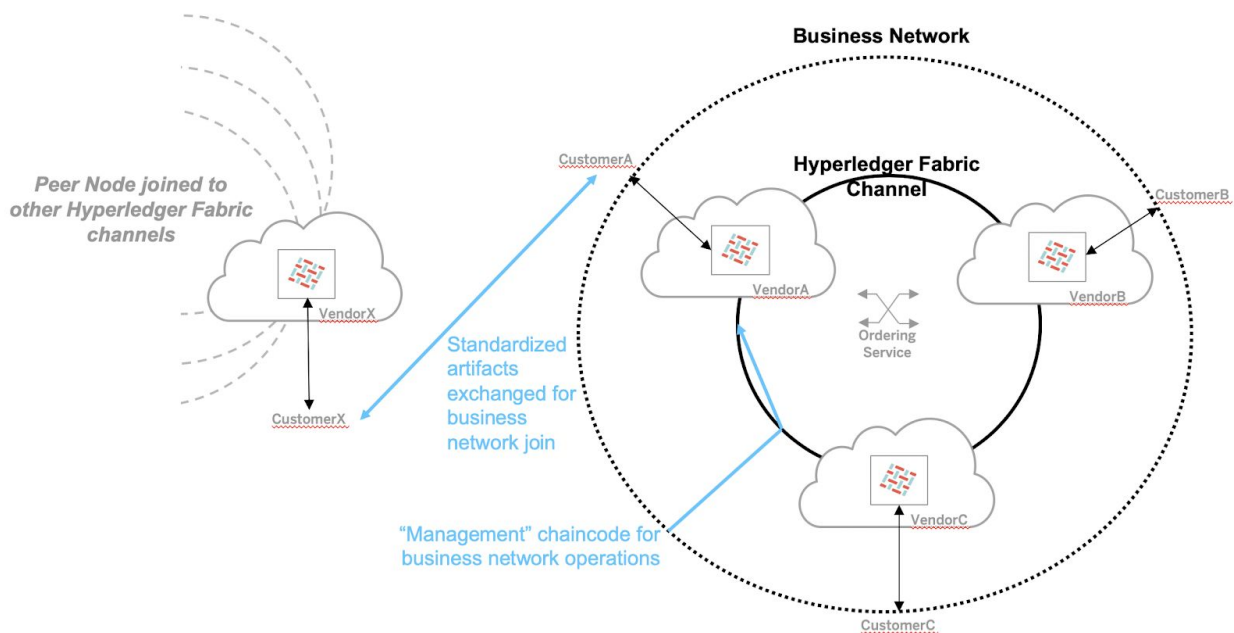 Business Network
CustomerA
Hyperledger Fabric
Channel
CustomerB
Peer Node joined to
other Hyperledger Fabric
channels
VendorX
VendorA
VendorB
Ordering
Service
Standardized
artifacts
exchanged for
business
network join
CustomerX
"Management" chaincode for
business network operations
VendorC
CustomerC